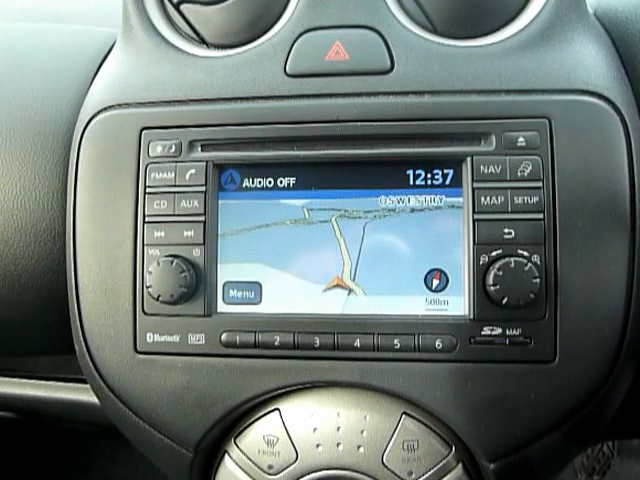 AUDIO OFF 12:37
FM·AM NAV
OSWESTRY
CD AUX MAP SETUP
VOL
Menu 500m
Bluetooth MP3 1 2 3 4 5 6 SD MAP
FRONT REAR